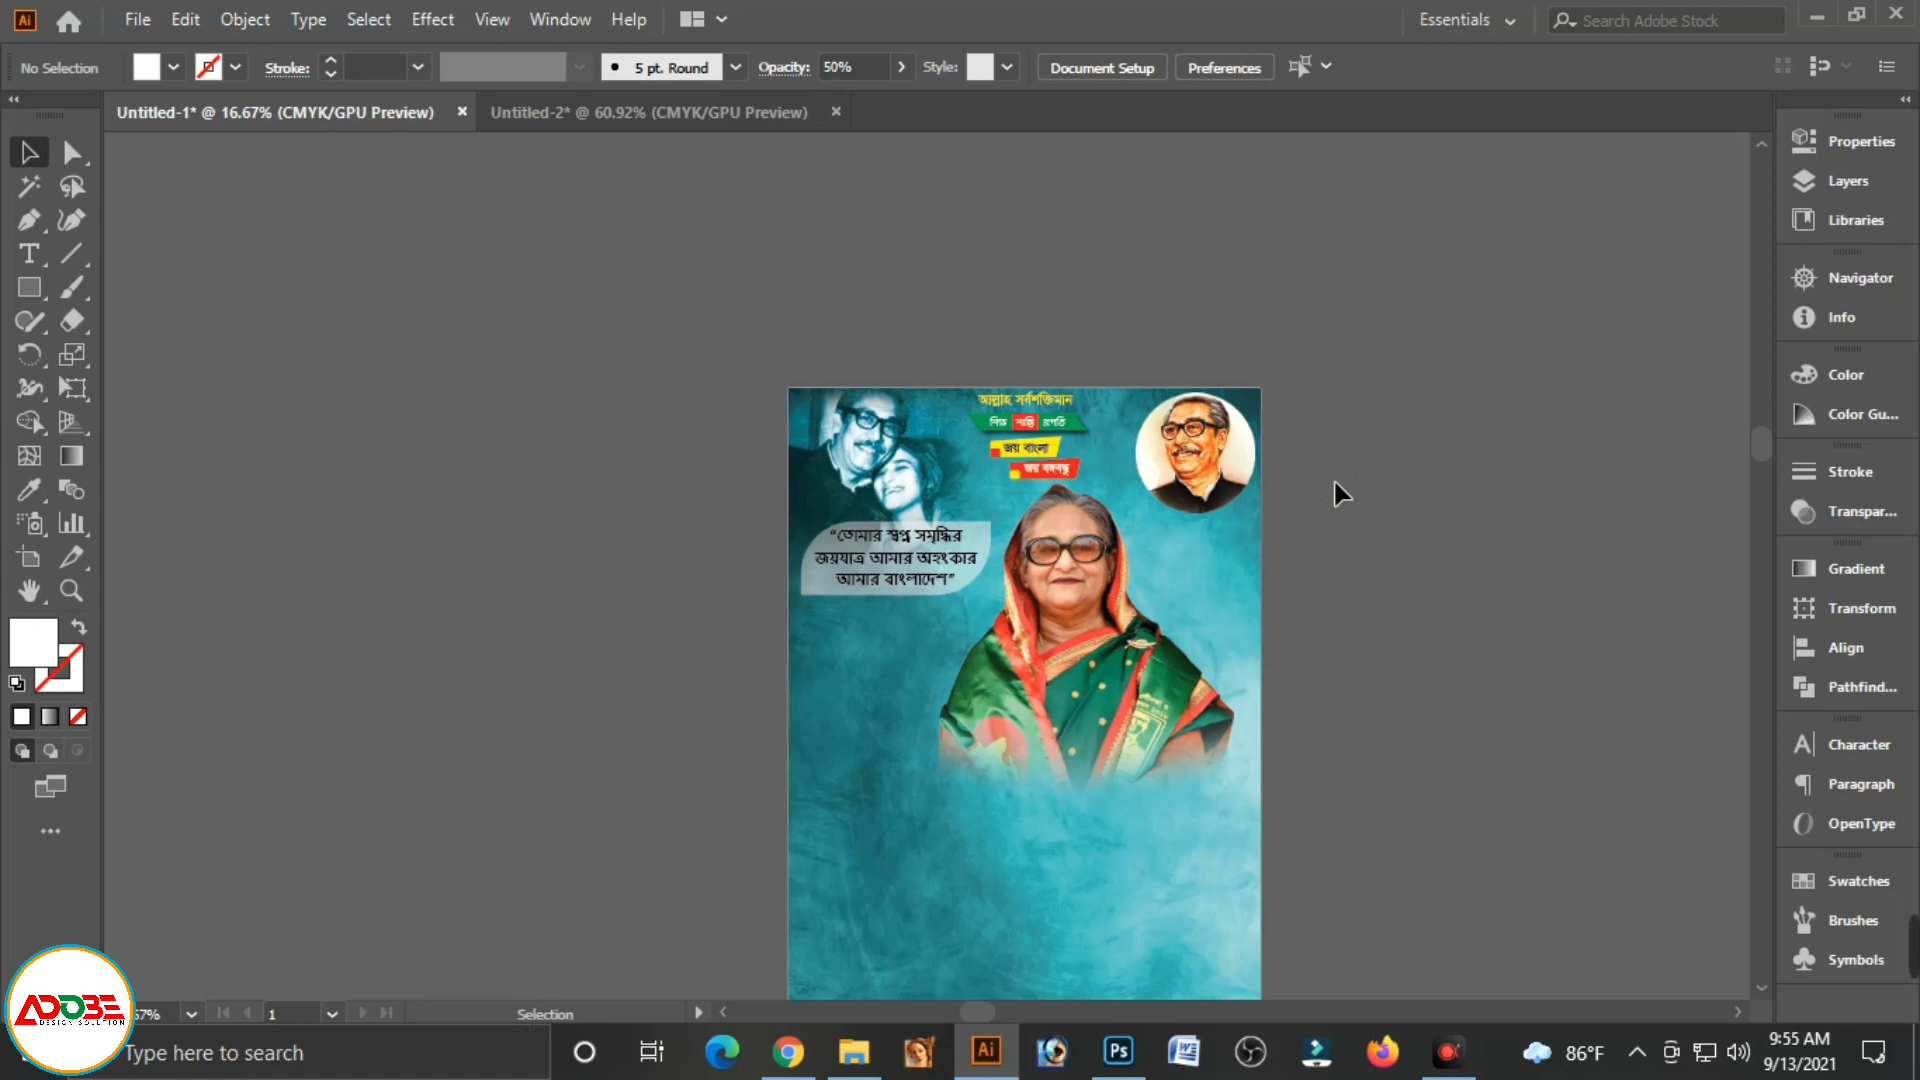 File Edit Object Type Select Effect View Window Help
Essentials
Search Adobe Stock
No Selection
Stroke:
5 pt. Round
Opacity: 50%
Style:
Document Setup
Preferences
Untitled-1* @ 16.67% (CMYK/GPU Preview)
Untitled-2* @ 60.92% (CMYK/GPU Preview)
আল্লাহ সর্বশক্তিমান
শিক্ষা শান্তি প্রগতি
জয় বাংলা
জয় বঙ্গবন্ধু
“তোমার স্বপ্ন সমৃদ্ধির
জয়যাত্র আমার অহংকার
আমার বাংলাদেশ”
Properties
Layers
Libraries
Navigator
Info
Color
Color Gu...
Stroke
Transpar...
Gradient
Transform
Align
Pathfind...
Character
Paragraph
OpenType
Swatches
Brushes
Symbols
1
Selection
ADOBE
DESIGN SOLUTION
Type here to search
86°F
9:55 AM
9/13/2021